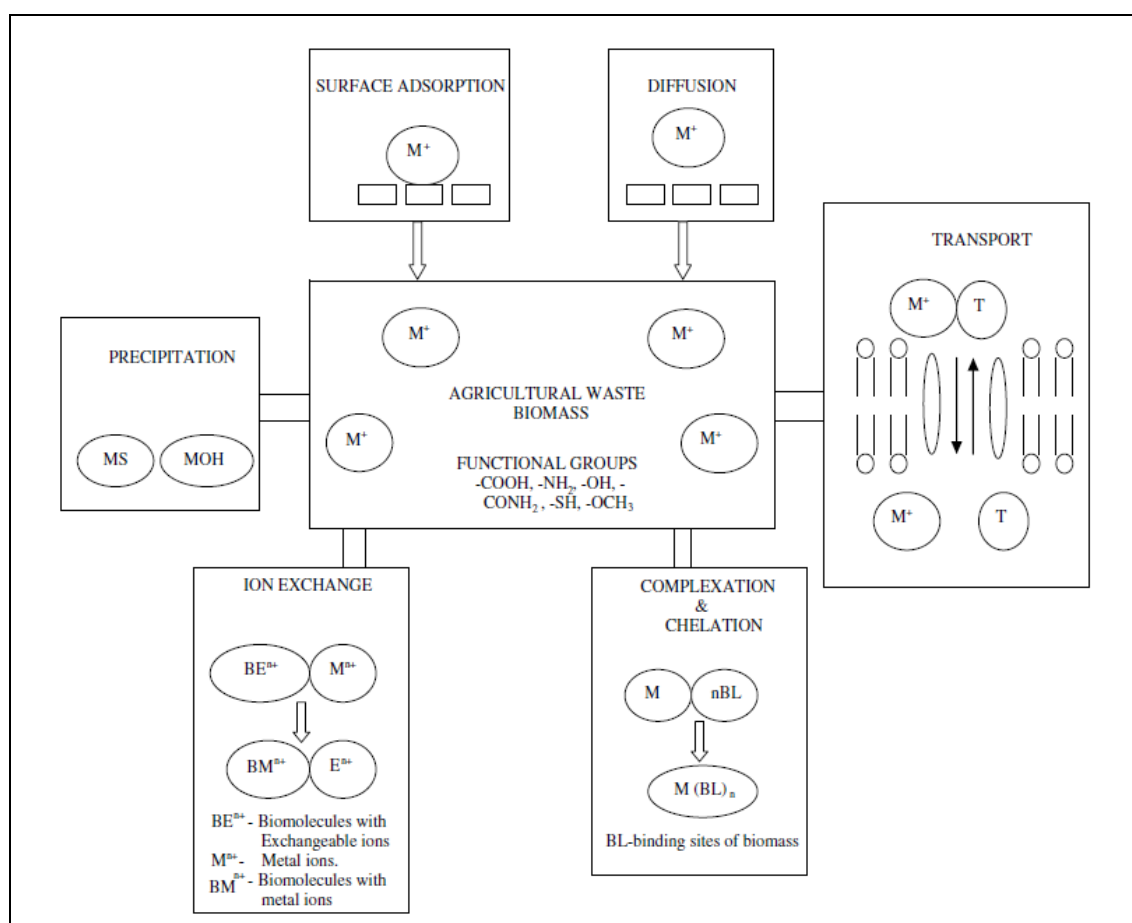 SURFACE ADSORPTION
M⁺
DIFFUSION
M⁺
TRANSPORT
M⁺
T
M⁺
T
PRECIPITATION
MS
MOH
M⁺
M⁺
AGRICULTURAL WASTE
BIOMASS
M⁺
M⁺
FUNCTIONAL GROUPS
-COOH, -NH₂, -OH, -
CONH₂ , -SH, -OCH₃
ION EXCHANGE
BEⁿ⁺
Mⁿ⁺
BMⁿ⁺
Eⁿ⁺
BEⁿ⁺ - Biomolecules with
Exchangeable ions
Mⁿ⁺- Metal ions.
BMⁿ⁺ - Biomolecules with
metal ions
COMPLEXATION
&
CHELATION
M
nBL
M (BL) ₙ
BL-binding sites of biomass